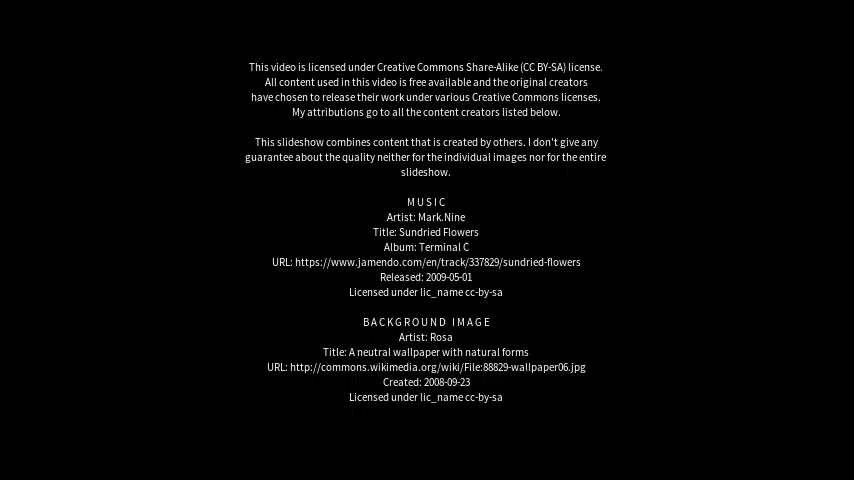 This video is licensed under Creative Commons Share-Alike (CC BY-SA) license.
All content used in this video is free available and the original creators
have chosen to release their work under various Creative Commons licenses.
My attributions go to all the content creators listed below.
This slideshow combines content that is created by others. I don't give any
guarantee about the quality neither for the individual images nor for the entire
slideshow.
MUSIC
Artist: Mark.Nine
Title: Sundried Flowers
Album: Terminal C
URL: https://www.jamendo.com/en/track/337829/sundried-flowers
Released: 2009-05-01
Licensed under lic_name cc-by-sa
BACKGROUND IMAGE
Artist: Rosa
Title: A neutral wallpaper with natural forms
URL: http://commons.wikimedia.org/wiki/File:88829-wallpaper06.jpg
Created: 2008-09-23
Licensed under lic_name cc-by-sa